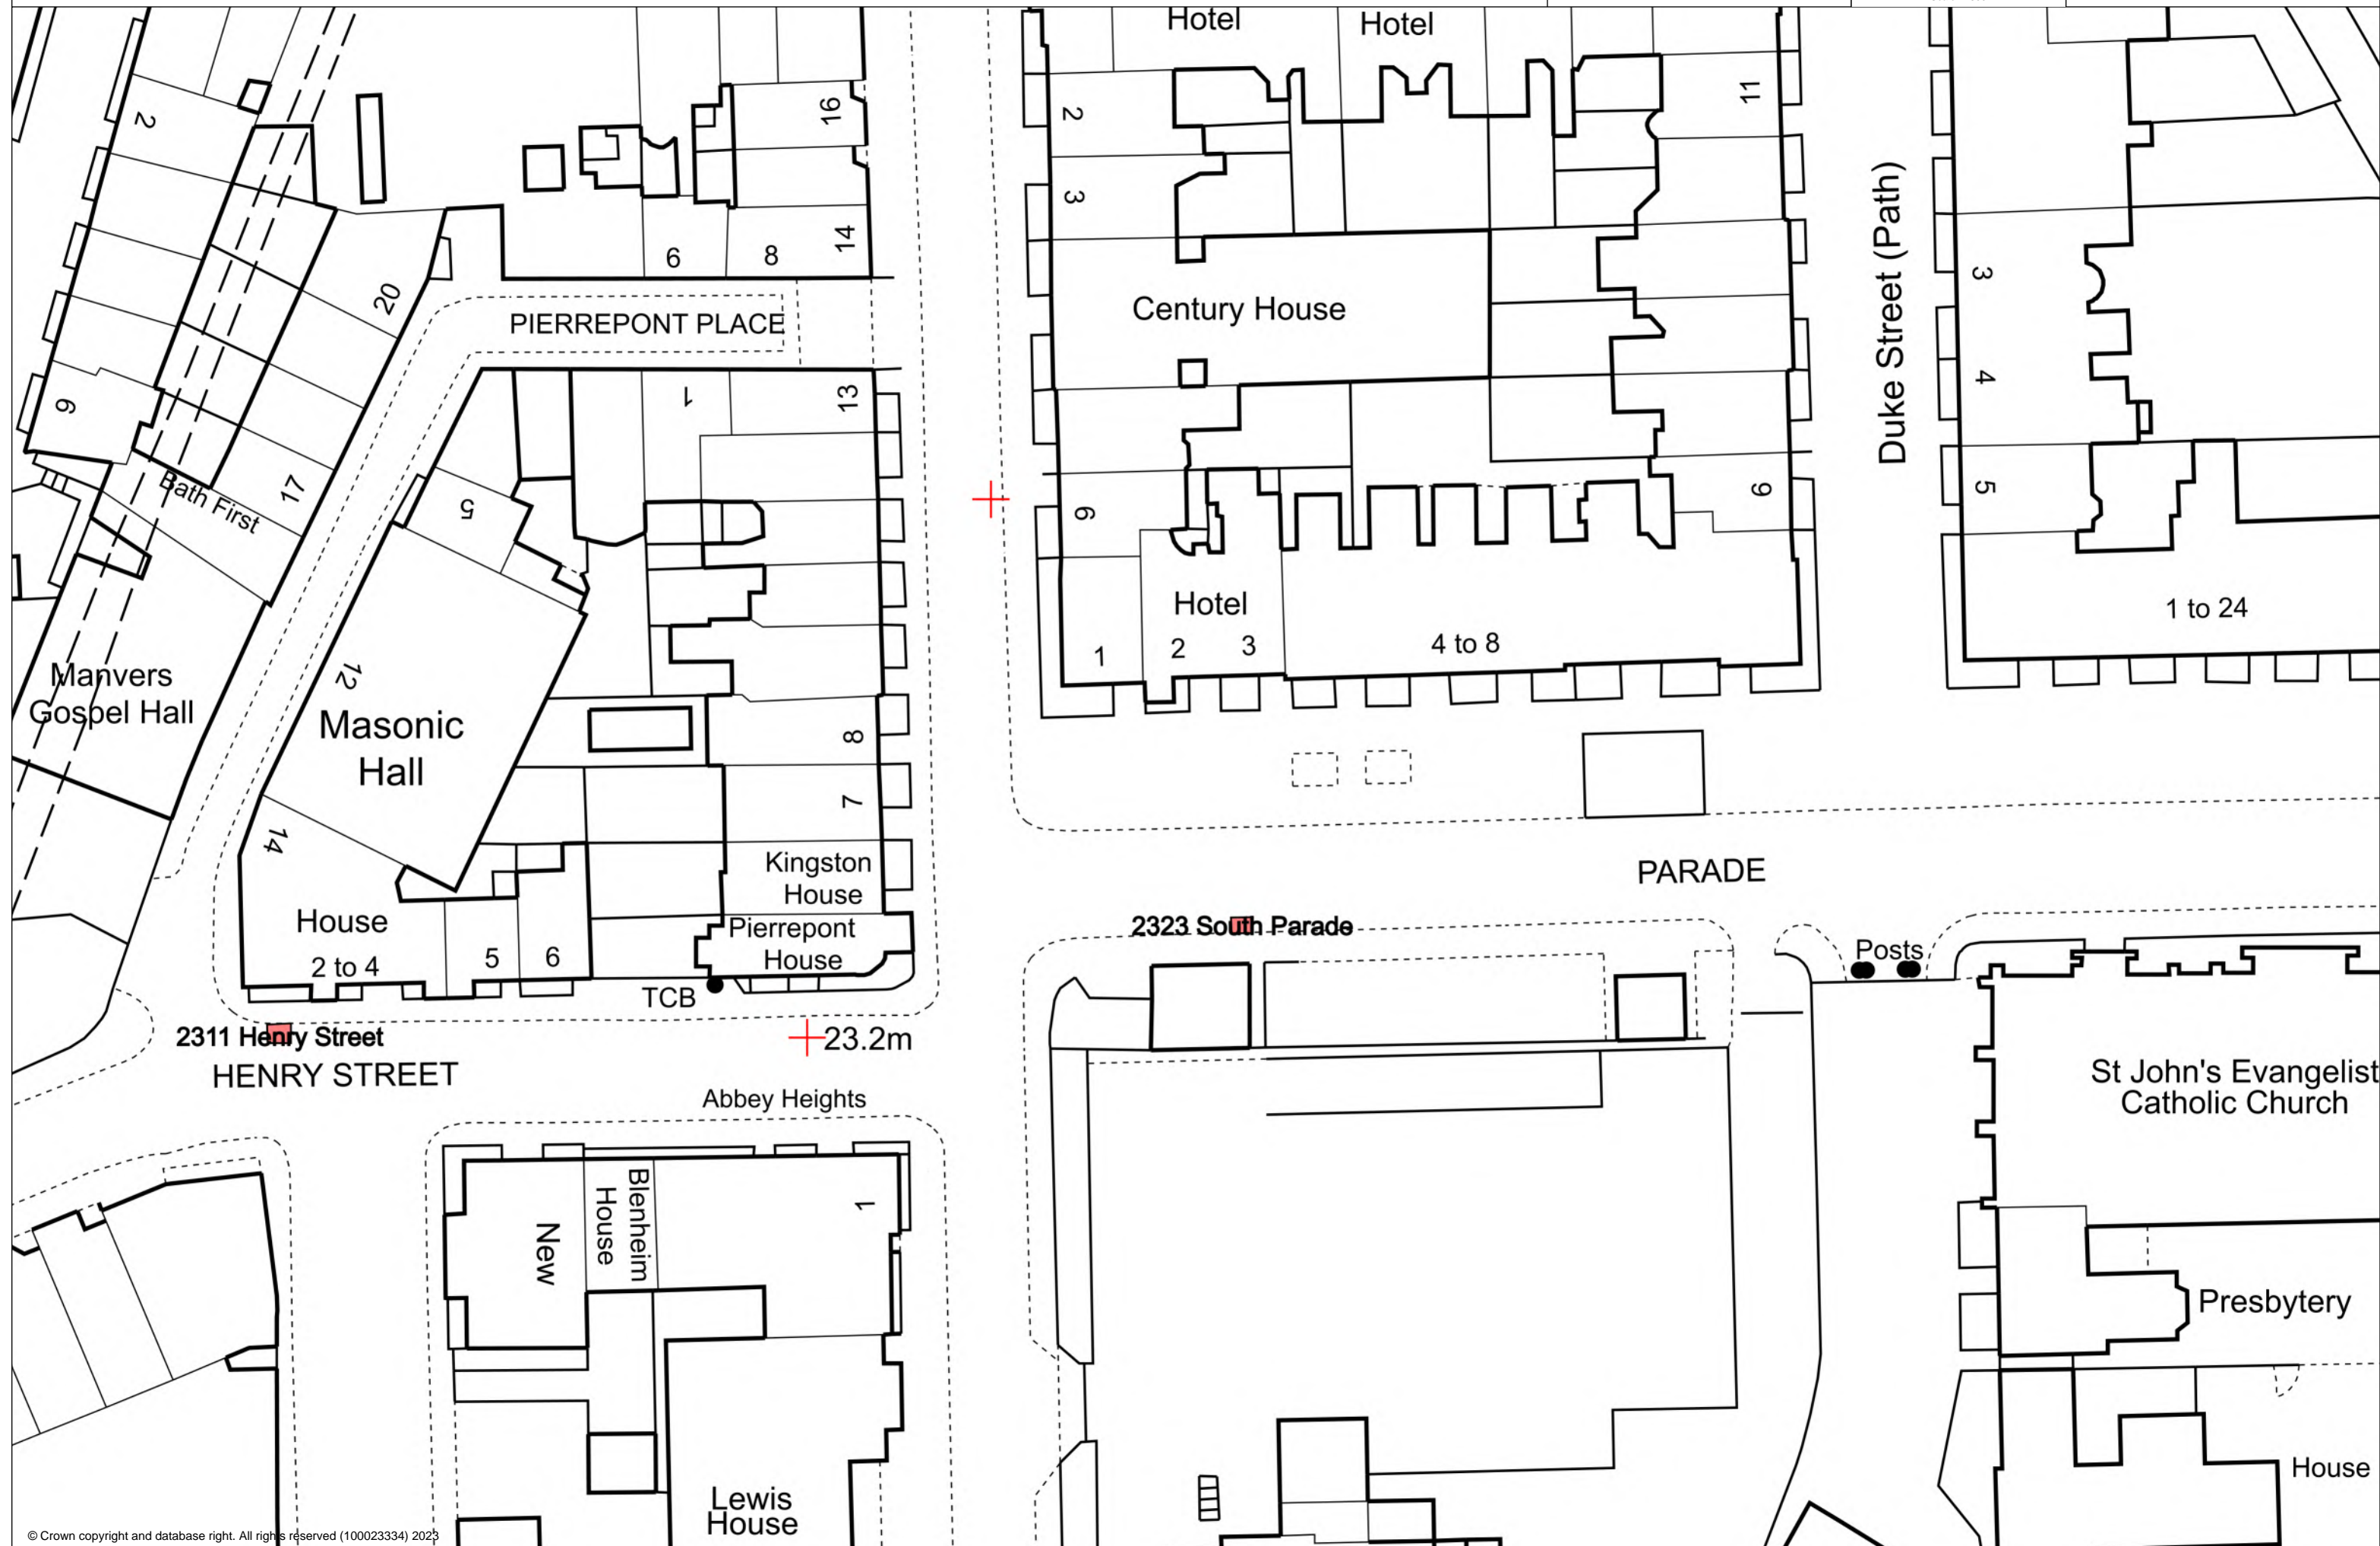 Hotel
Hotel
2
16
2
11
3
14
6
8
20
3
PIERREPONT PLACE
Century House
Duke Street (Path)
4
6
1
13
17
Bath First
5
6
9
5
Hotel
1
2
3
4 to 8
1 to 24
Manvers
Gospel Hall
12
Masonic
Hall
8
7
14
Kingston
House
PARADE
House
2 to 4
5
6
Pierrepont
House
2323 South Parade
Posts
TCB
2311 Henry Street
23.2m
HENRY STREET
Abbey Heights
St John's Evangelist
Catholic Church
New
Blenheim
House
1
Presbytery
Lewis
House
House
© Crown copyright and database right. All rights reserved (100023334) 2023